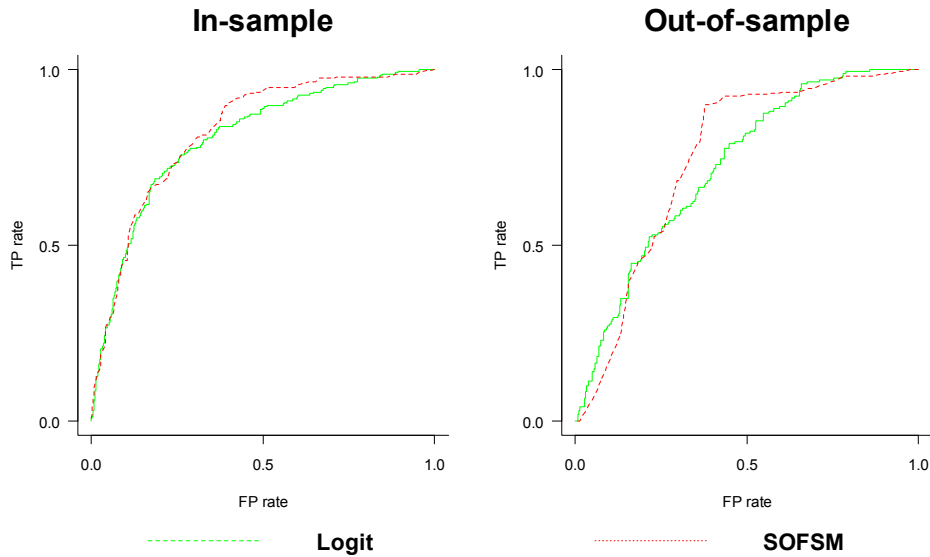 In-sample
Out-of-sample
1.0
0.5
0.0
TP rate
0.0 0.5 1.0
FP rate
1.0
0.5
0.0
TP rate
0.0 0.5 1.0
FP rate
Logit
SOFSM